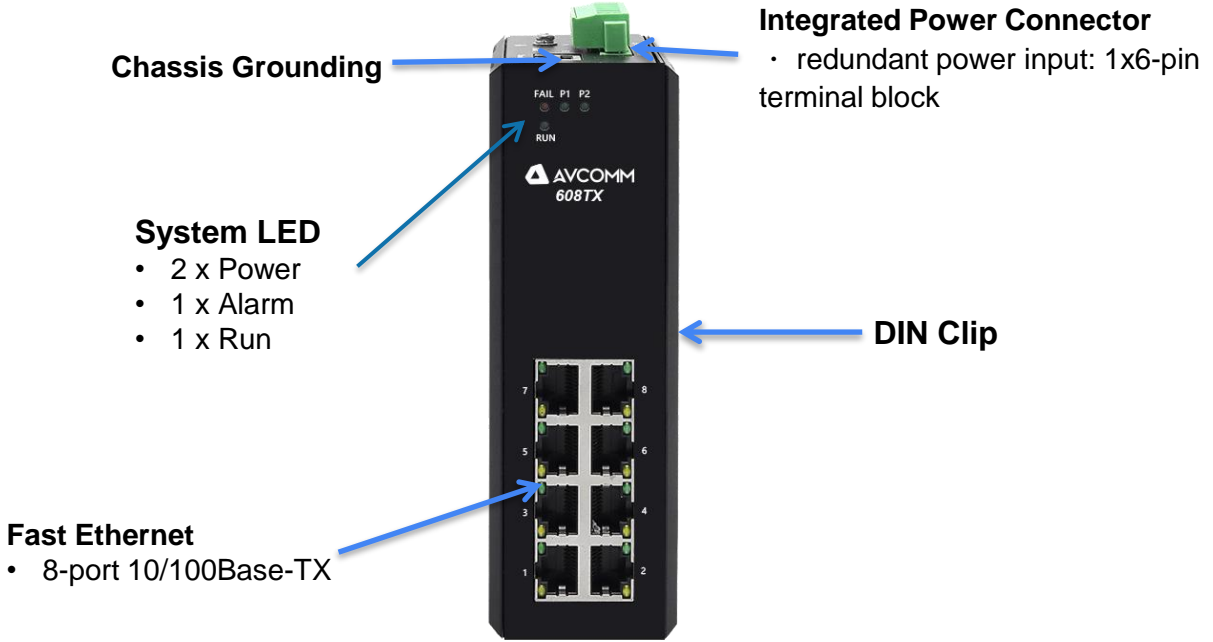 Integrated Power Connector
· redundant power input: 1x6-pin
terminal block
Chassis Grounding
FAIL P1 P2
RUN
AVCOMM
608TX
System LED
• 2 x Power
• 1 x Alarm
• 1 x Run
DIN Clip
7 8
5 6
3 4
1 2
Fast Ethernet
• 8-port 10/100Base-TX